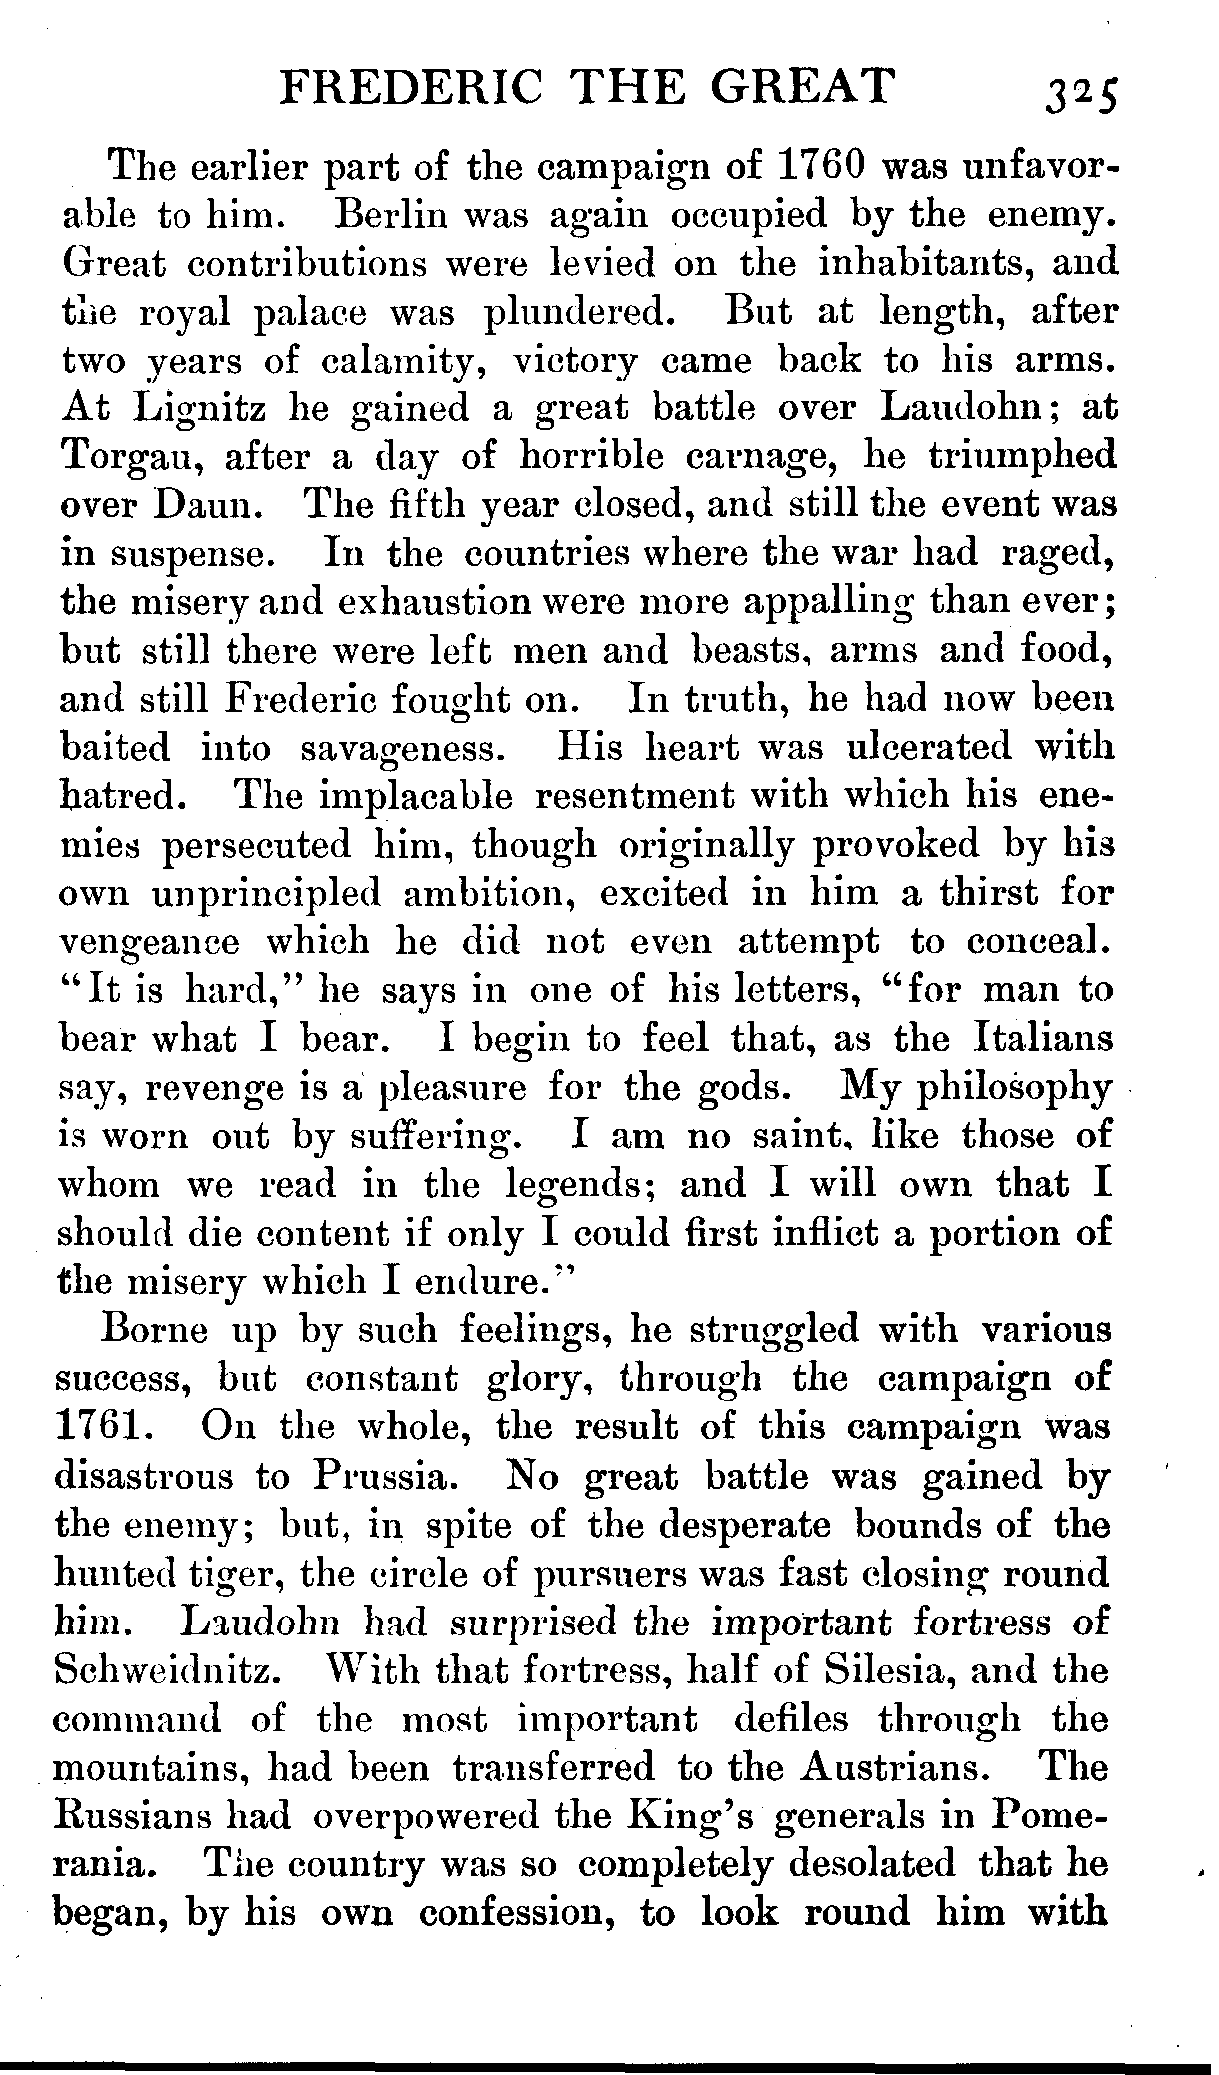 FREDERIC THE GREAT 325
The earlier part of the campaign of 1760 was unfavor-
able to him. Berlin was again occupied by the enemy.
Great contributions were levied on the inhabitants, and
the royal palace was plundered. But at length, after
two years of calamity, victory came back to his arms.
At Lignitz he gained a great battle over Laudohn; at
Torgau, after a day of horrible carnage, he triumphed
over Daun. The fifth year closed, and still the event was
in suspense. In the countries where the war had raged,
the misery and exhaustion were more appalling than ever;
but still there were left men and beasts, arms and food,
and still Frederic fought on. In truth, he had now been
baited into savageness. His heart was ulcerated with
hatred. The implacable resentment with which his ene-
mies persecuted him, though originally provoked by his
own unprincipled ambition, excited in him a thirst for
vengeance which he did not even attempt to conceal.
“It is hard,” he says in one of his letters, “for man to
bear what I bear. I begin to feel that, as the Italians
say, revenge is a pleasure for the gods. My philosophy
is worn out by suffering. I am no saint, like those of
whom we read in the legends; and I will own that I
should die content if only I could first inflict a portion of
the misery which I endure.”
Borne up by such feelings, he struggled with various
success, but constant glory, through the campaign of
1761. On the whole, the result of this campaign was
disastrous to Prussia. No great battle was gained by
the enemy; but, in spite of the desperate bounds of the
hunted tiger, the circle of pursuers was fast closing round
him. Laudohn had surprised the important fortress of
Schweidnitz. With that fortress, half of Silesia, and the
command of the most important defiles through the
mountains, had been transferred to the Austrians. The
Russians had overpowered the King’s generals in Pome-
rania. The country was so completely desolated that he
began, by his own confession, to look round him with